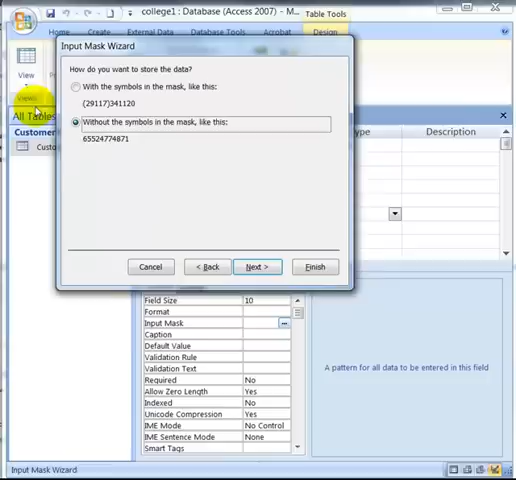 college1 : Database (Access 2007) - M...
Table Tools
Home Create External Data Database Tools Acrobat Design
View
Views
Input Mask Wizard
How do you want to store the data?
With the symbols in the mask, like this:
(29117)341120
Without the symbols in the mask, like this:
65524774871
Cancel < Back Next > Finish
All Tables
Customer
Custo
Description
Field Size 10
Format
Input Mask ...
Caption
Default Value
Validation Rule
Validation Text
Required No
Allow Zero Length Yes
Indexed No
Unicode Compression Yes
IME Mode No Control
IME Sentence Mode None
Smart Tags
A pattern for all data to be entered in this field
Input Mask Wizard